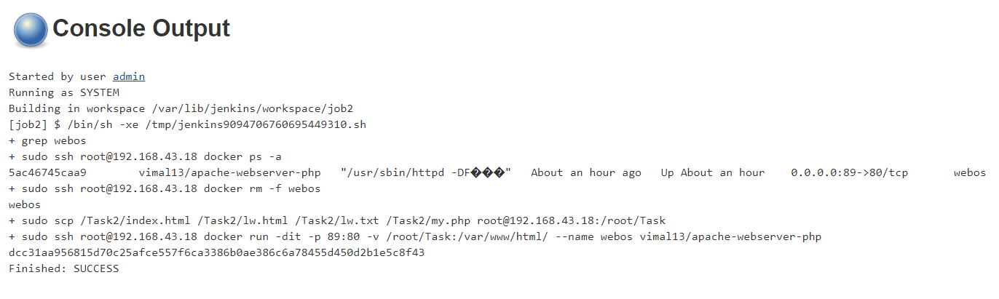 Console Output
Started by user admin
Running as SYSTEM
Building in workspace /var/lib/jenkins/workspace/job2
[job2] $ /bin/sh -xe /tmp/jenkins9094706760695449310.sh
+ grep webos
+ sudo ssh root@192.168.43.18 docker ps -a
5ac46745caa9        vimal13/apache-webserver-php   "/usr/sbin/httpd -DF���"   About an hour ago   Up About an hour    0.0.0.0:89->80/tcp       webos
+ sudo ssh root@192.168.43.18 docker rm -f webos
webos
+ sudo scp /Task2/index.html /Task2/lw.html /Task2/lw.txt /Task2/my.php root@192.168.43.18:/root/Task
+ sudo ssh root@192.168.43.18 docker run -dit -p 89:80 -v /root/Task:/var/www/html/ --name webos vimal13/apache-webserver-php
dcc31aa956815d70c25afce557f6ca3386b0ae386c6a78455d450d2b1e5c8f43
Finished: SUCCESS